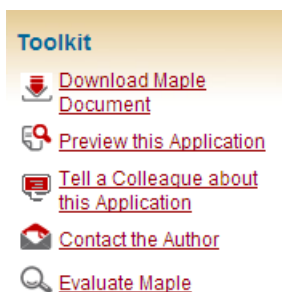 Toolkit
Download Maple
Document
Preview this Application
Tell a Colleague about
this Application
Contact the Author
Evaluate Maple